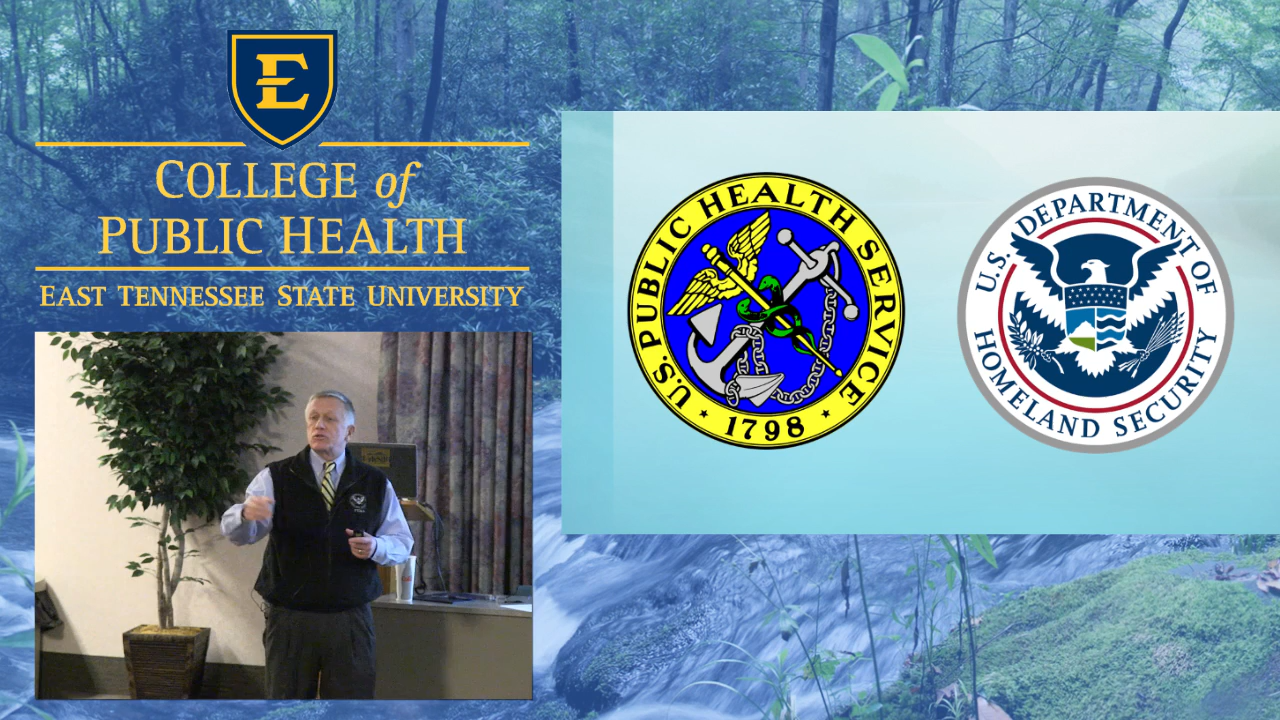 E
COLLEGE of
PUBLIC HEALTH
EAST TENNESSEE STATE UNIVERSITY
U.S. PUBLIC HEALTH SERVICE
1798
U.S. DEPARTMENT OF
HOMELAND SECURITY